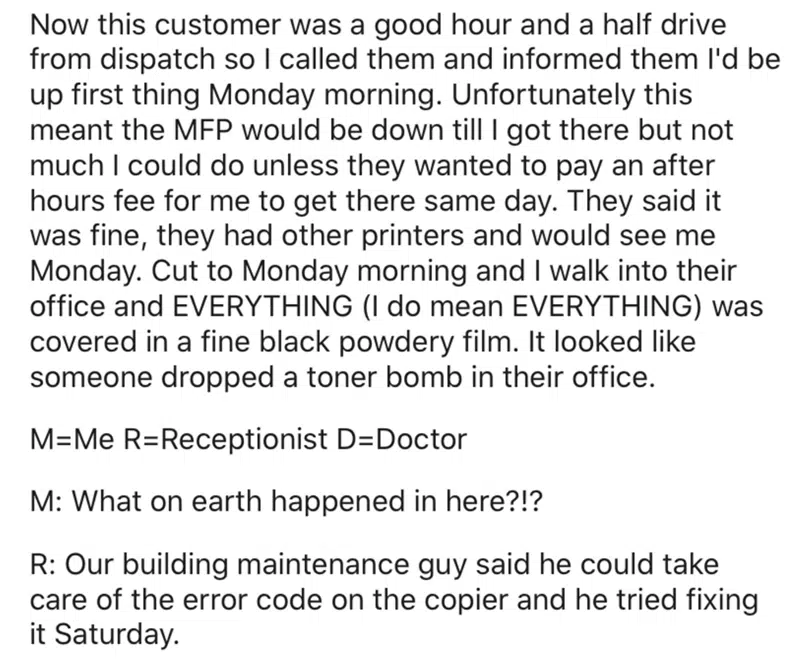 Now this customer was a good hour and a half drive
from dispatch so I called them and informed them I'd be
up first thing Monday morning. Unfortunately this
meant the MFP would be down till I got there but not
much I could do unless they wanted to pay an after
hours fee for me to get there same day. They said it
was fine, they had other printers and would see me
Monday. Cut to Monday morning and I walk into their
office and EVERYTHING (I do mean EVERYTHING) was
covered in a fine black powdery film. It looked like
someone dropped a toner bomb in their office.
M=Me R=Receptionist D=Doctor
M: What on earth happened in here?!?
R: Our building maintenance guy said he could take
care of the error code on the copier and he tried fixing
it Saturday.